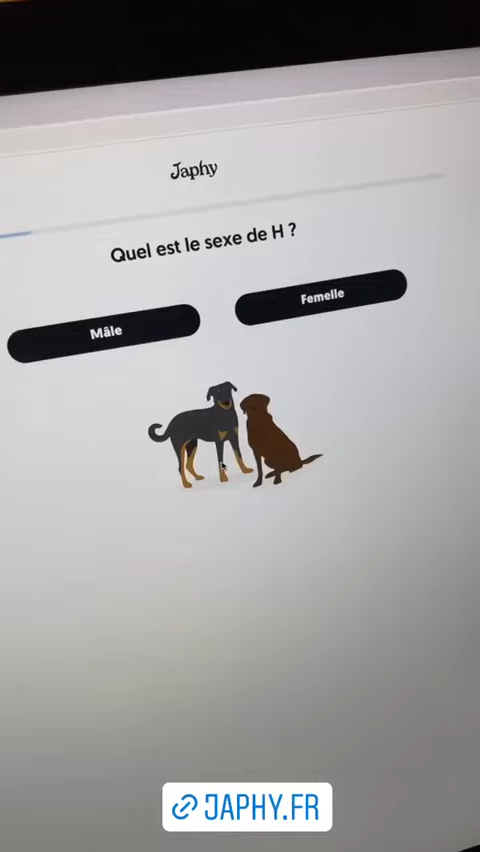 Japhy
Quel est le sexe de H ?
Mâle
Femelle
JAPHY.FR